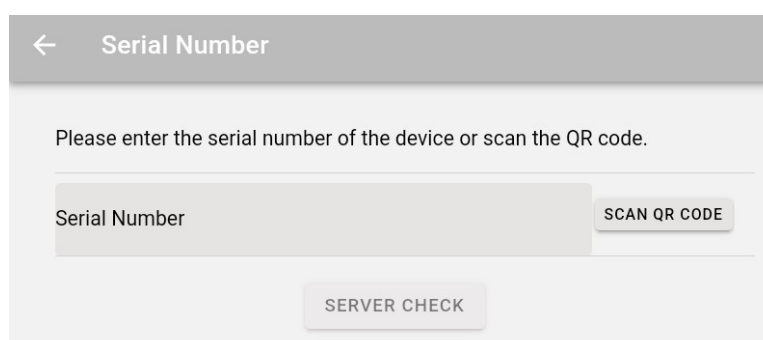 Serial Number
Please enter the serial number of the device or scan the QR code.
Serial Number
SCAN QR CODE
SERVER CHECK